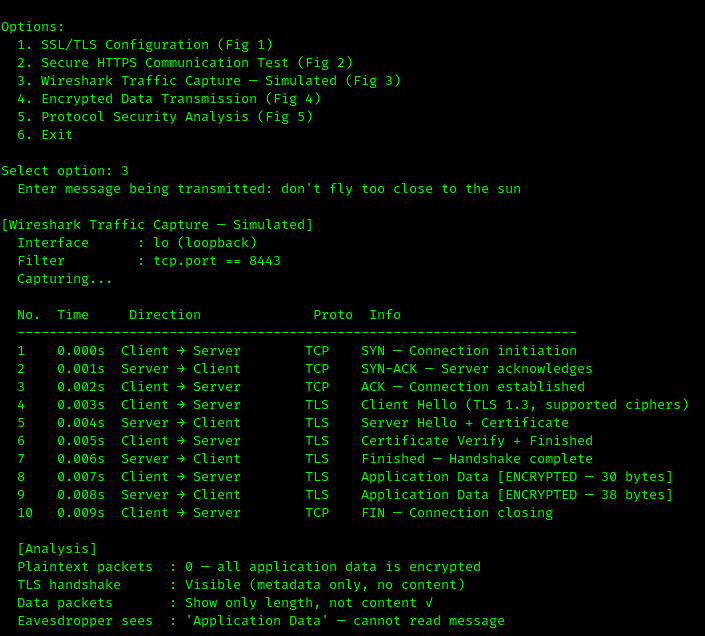 Options:
  1. SSL/TLS Configuration (Fig 1)
  2. Secure HTTPS Communication Test (Fig 2)
  3. Wireshark Traffic Capture — Simulated (Fig 3)
  4. Encrypted Data Transmission (Fig 4)
  5. Protocol Security Analysis (Fig 5)
  6. Exit
Select option: 3
  Enter message being transmitted: don't fly too close to the sun
[Wireshark Traffic Capture — Simulated]
  Interface      : lo (loopback)
  Filter         : tcp.port == 8443
  Capturing...
  No.  Time     Direction              Proto  Info
  ----------------------------------------------------------------------
  1    0.000s  Client → Server        TCP    SYN — Connection initiation
  2    0.001s  Server → Client        TCP    SYN-ACK — Server acknowledges
  3    0.002s  Client → Server        TCP    ACK — Connection established
  4    0.003s  Client → Server        TLS    Client Hello (TLS 1.3, supported ciphers)
  5    0.004s  Server → Client        TLS    Server Hello + Certificate
  6    0.005s  Client → Server        TLS    Certificate Verify + Finished
  7    0.006s  Server → Client        TLS    Finished — Handshake complete
  8    0.007s  Client → Server        TLS    Application Data [ENCRYPTED — 30 bytes]
  9    0.008s  Server → Client        TLS    Application Data [ENCRYPTED — 38 bytes]
  10   0.009s  Client → Server        TCP    FIN — Connection closing
  [Analysis]
  Plaintext packets  : 0 — all application data is encrypted
  TLS handshake      : Visible (metadata only, no content)
  Data packets       : Show only length, not content √
  Eavesdropper sees  : 'Application Data' — cannot read message